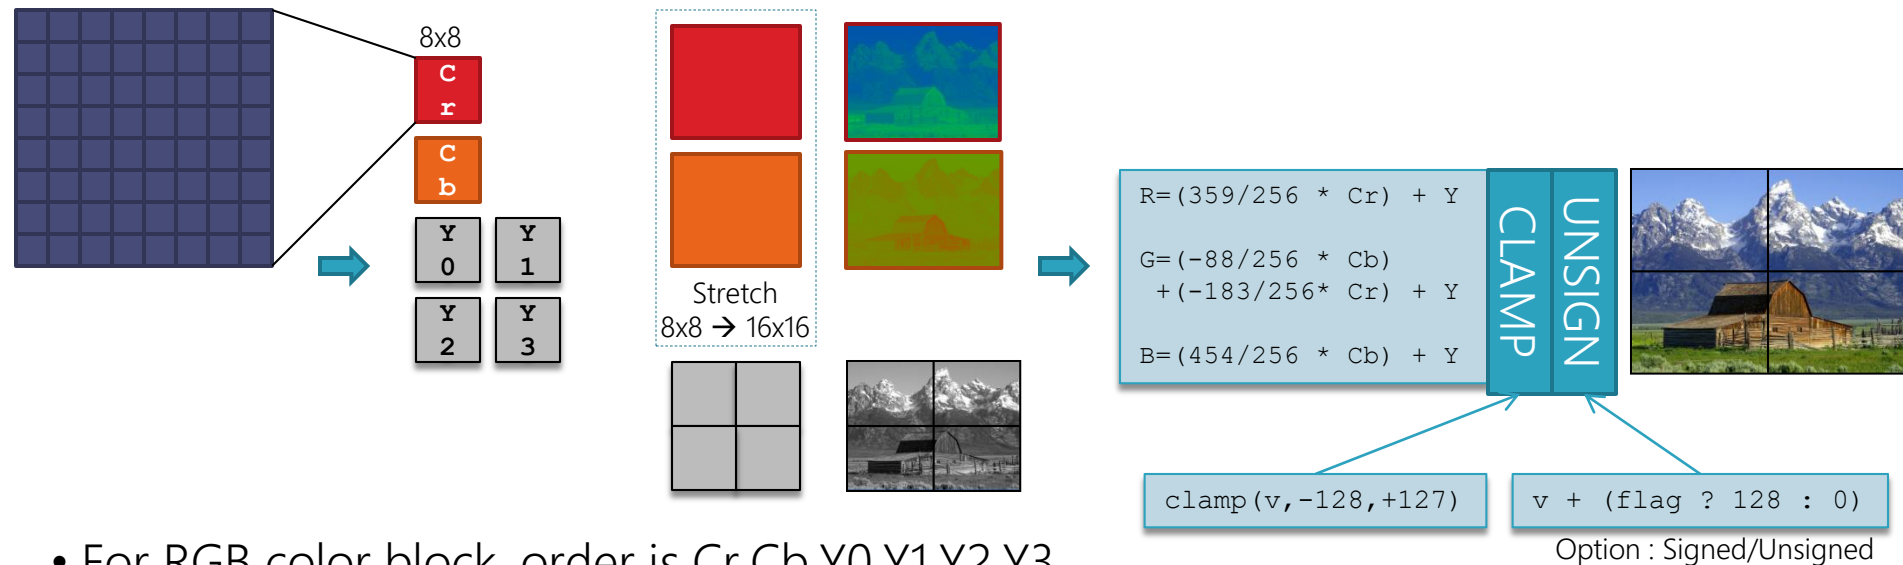 8x8
C
r
C
b
Y
0
Y
1
Y
2
Y
3
Stretch
8x8 → 16x16
R=(359/256 * Cr) + Y
G=(-88/256 * Cb)
+(-183/256* Cr) + Y
B=(454/256 * Cb) + Y
CLAMP
UNSIGN
clamp(v,-128,+127)
v + (flag ? 128 : 0)
Option : Signed/Unsigned
• For RGB color block, order is Cr,Cb,Y0,Y1,Y2,Y3